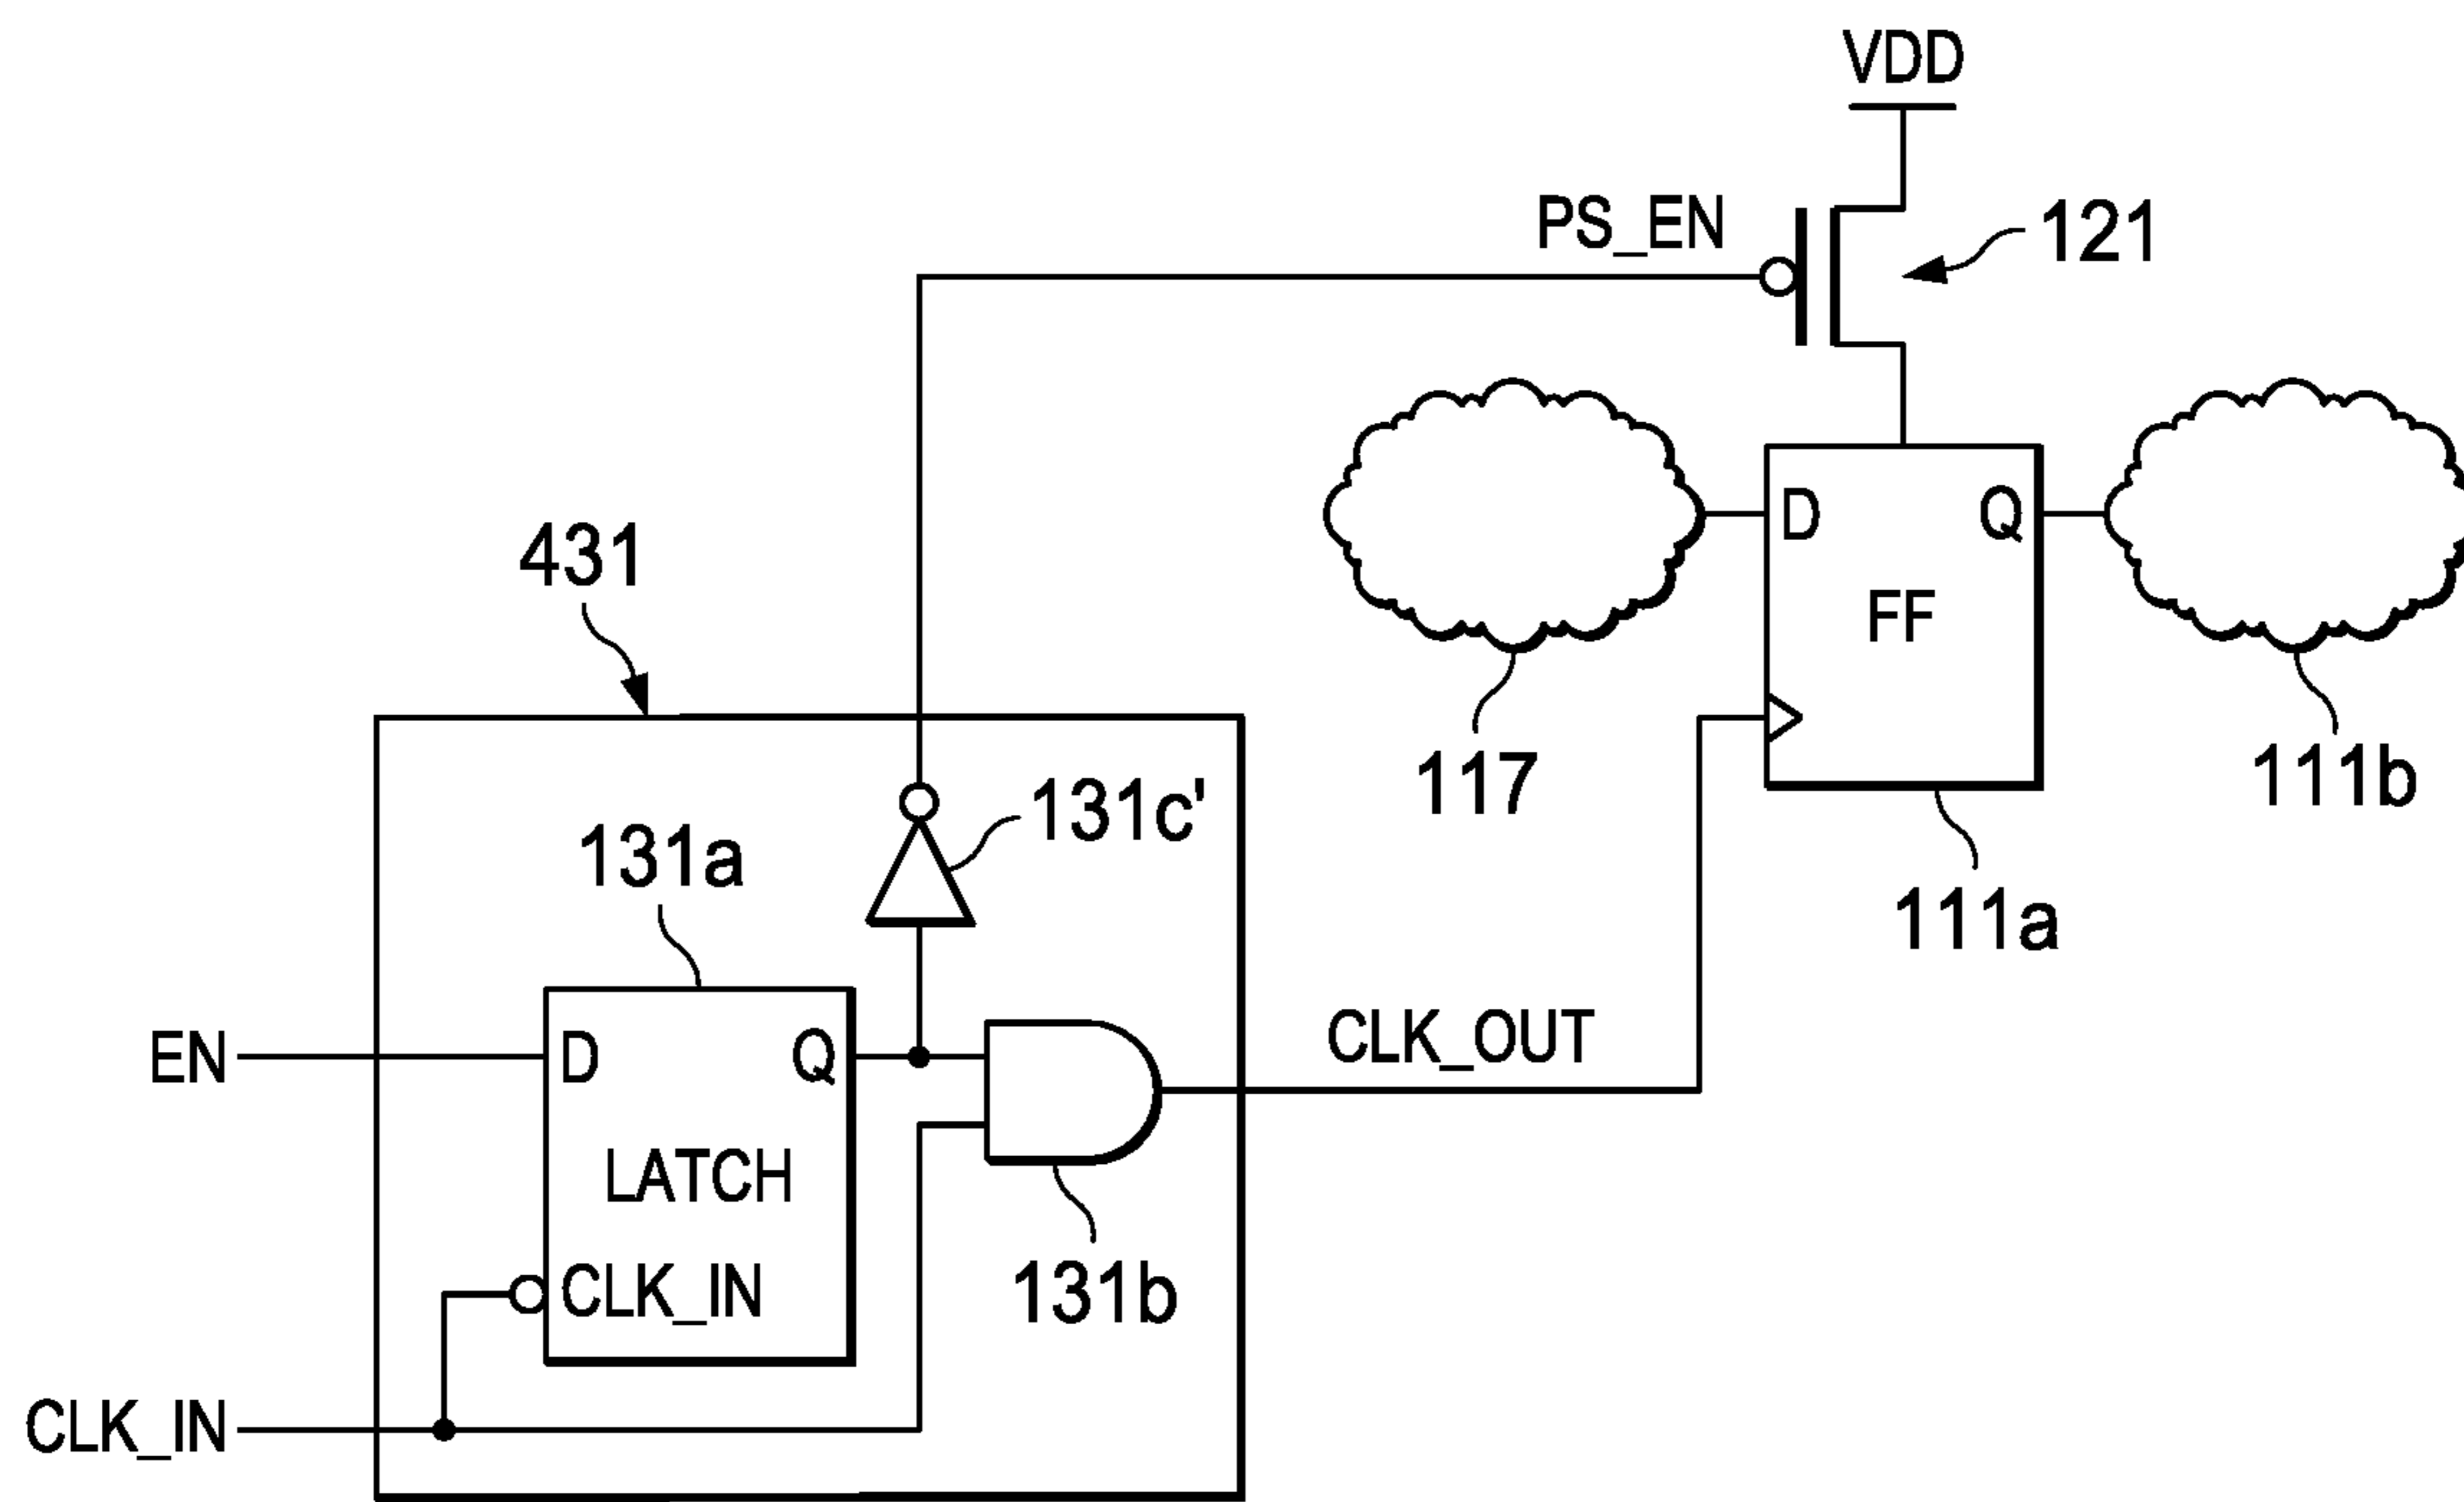 VDD
PS_EN
121
D
Q
FF
431
117
111b
131c'
131a
111a
EN
D
Q
CLK_OUT
LATCH
CLK_IN
131b
CLK_IN